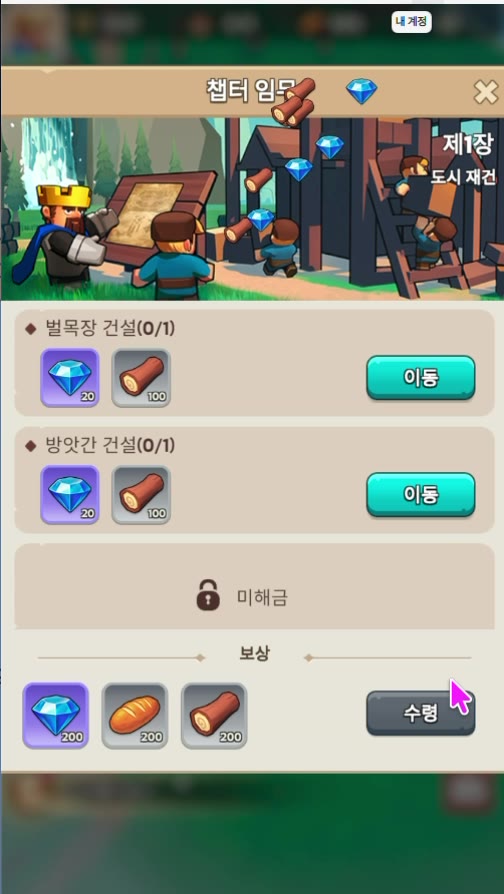 내 계정
챕터 임무
제1장
도시 재건
벌목장 건설(0/1)
20
100
이동
방앗간 건설(0/1)
20
100
이동
미해금
보상
200
200
200
수령